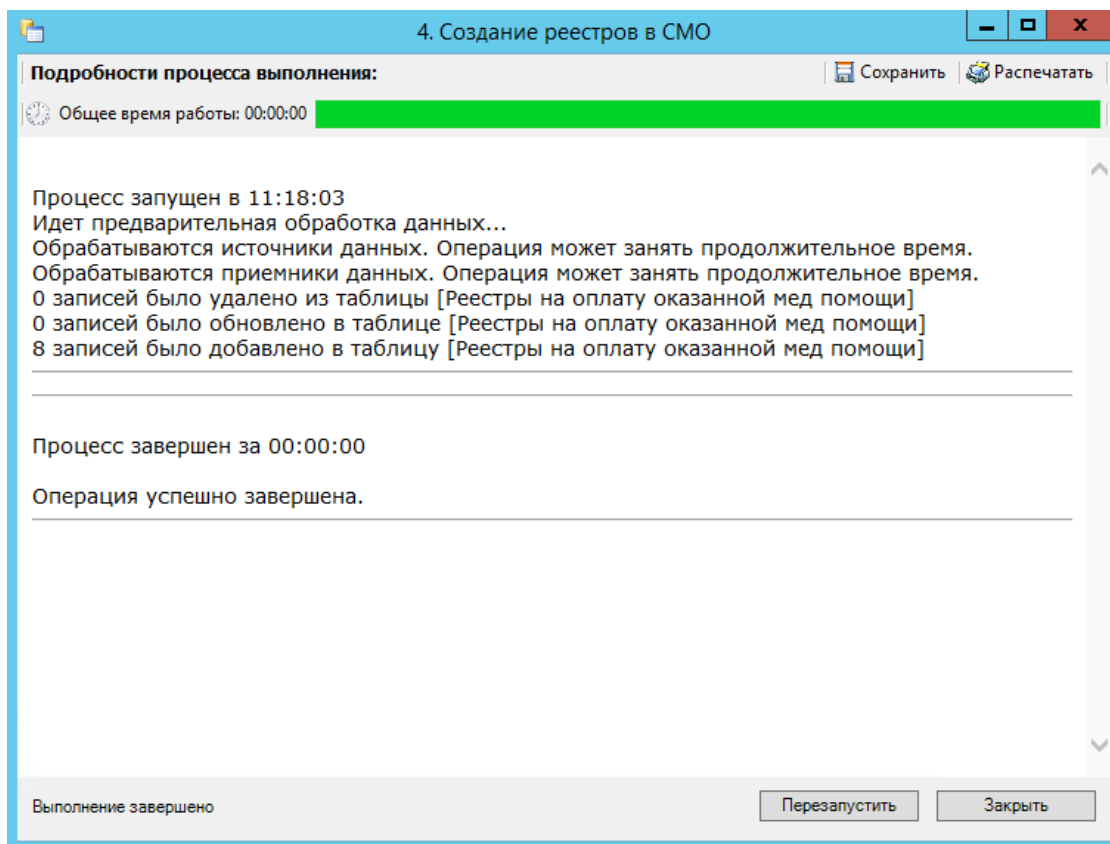 4. Создание реестров в СМО
Подробности процесса выполнения:
Сохранить
Распечатать
Общее время работы: 00:00:00
Процесс запущен в 11:18:03
Идет предварительная обработка данных...
Обрабатываются источники данных. Операция может занять продолжительное время.
Обрабатываются приемники данных. Операция может занять продолжительное время.
0 записей было удалено из таблицы [Реестры на оплату оказанной мед помощи]
0 записей было обновлено в таблице [Реестры на оплату оказанной мед помощи]
8 записей было добавлено в таблицу [Реестры на оплату оказанной мед помощи]
Процесс завершен за 00:00:00
Операция успешно завершена.
Выполнение завершено
Перезапустить
Закрыть